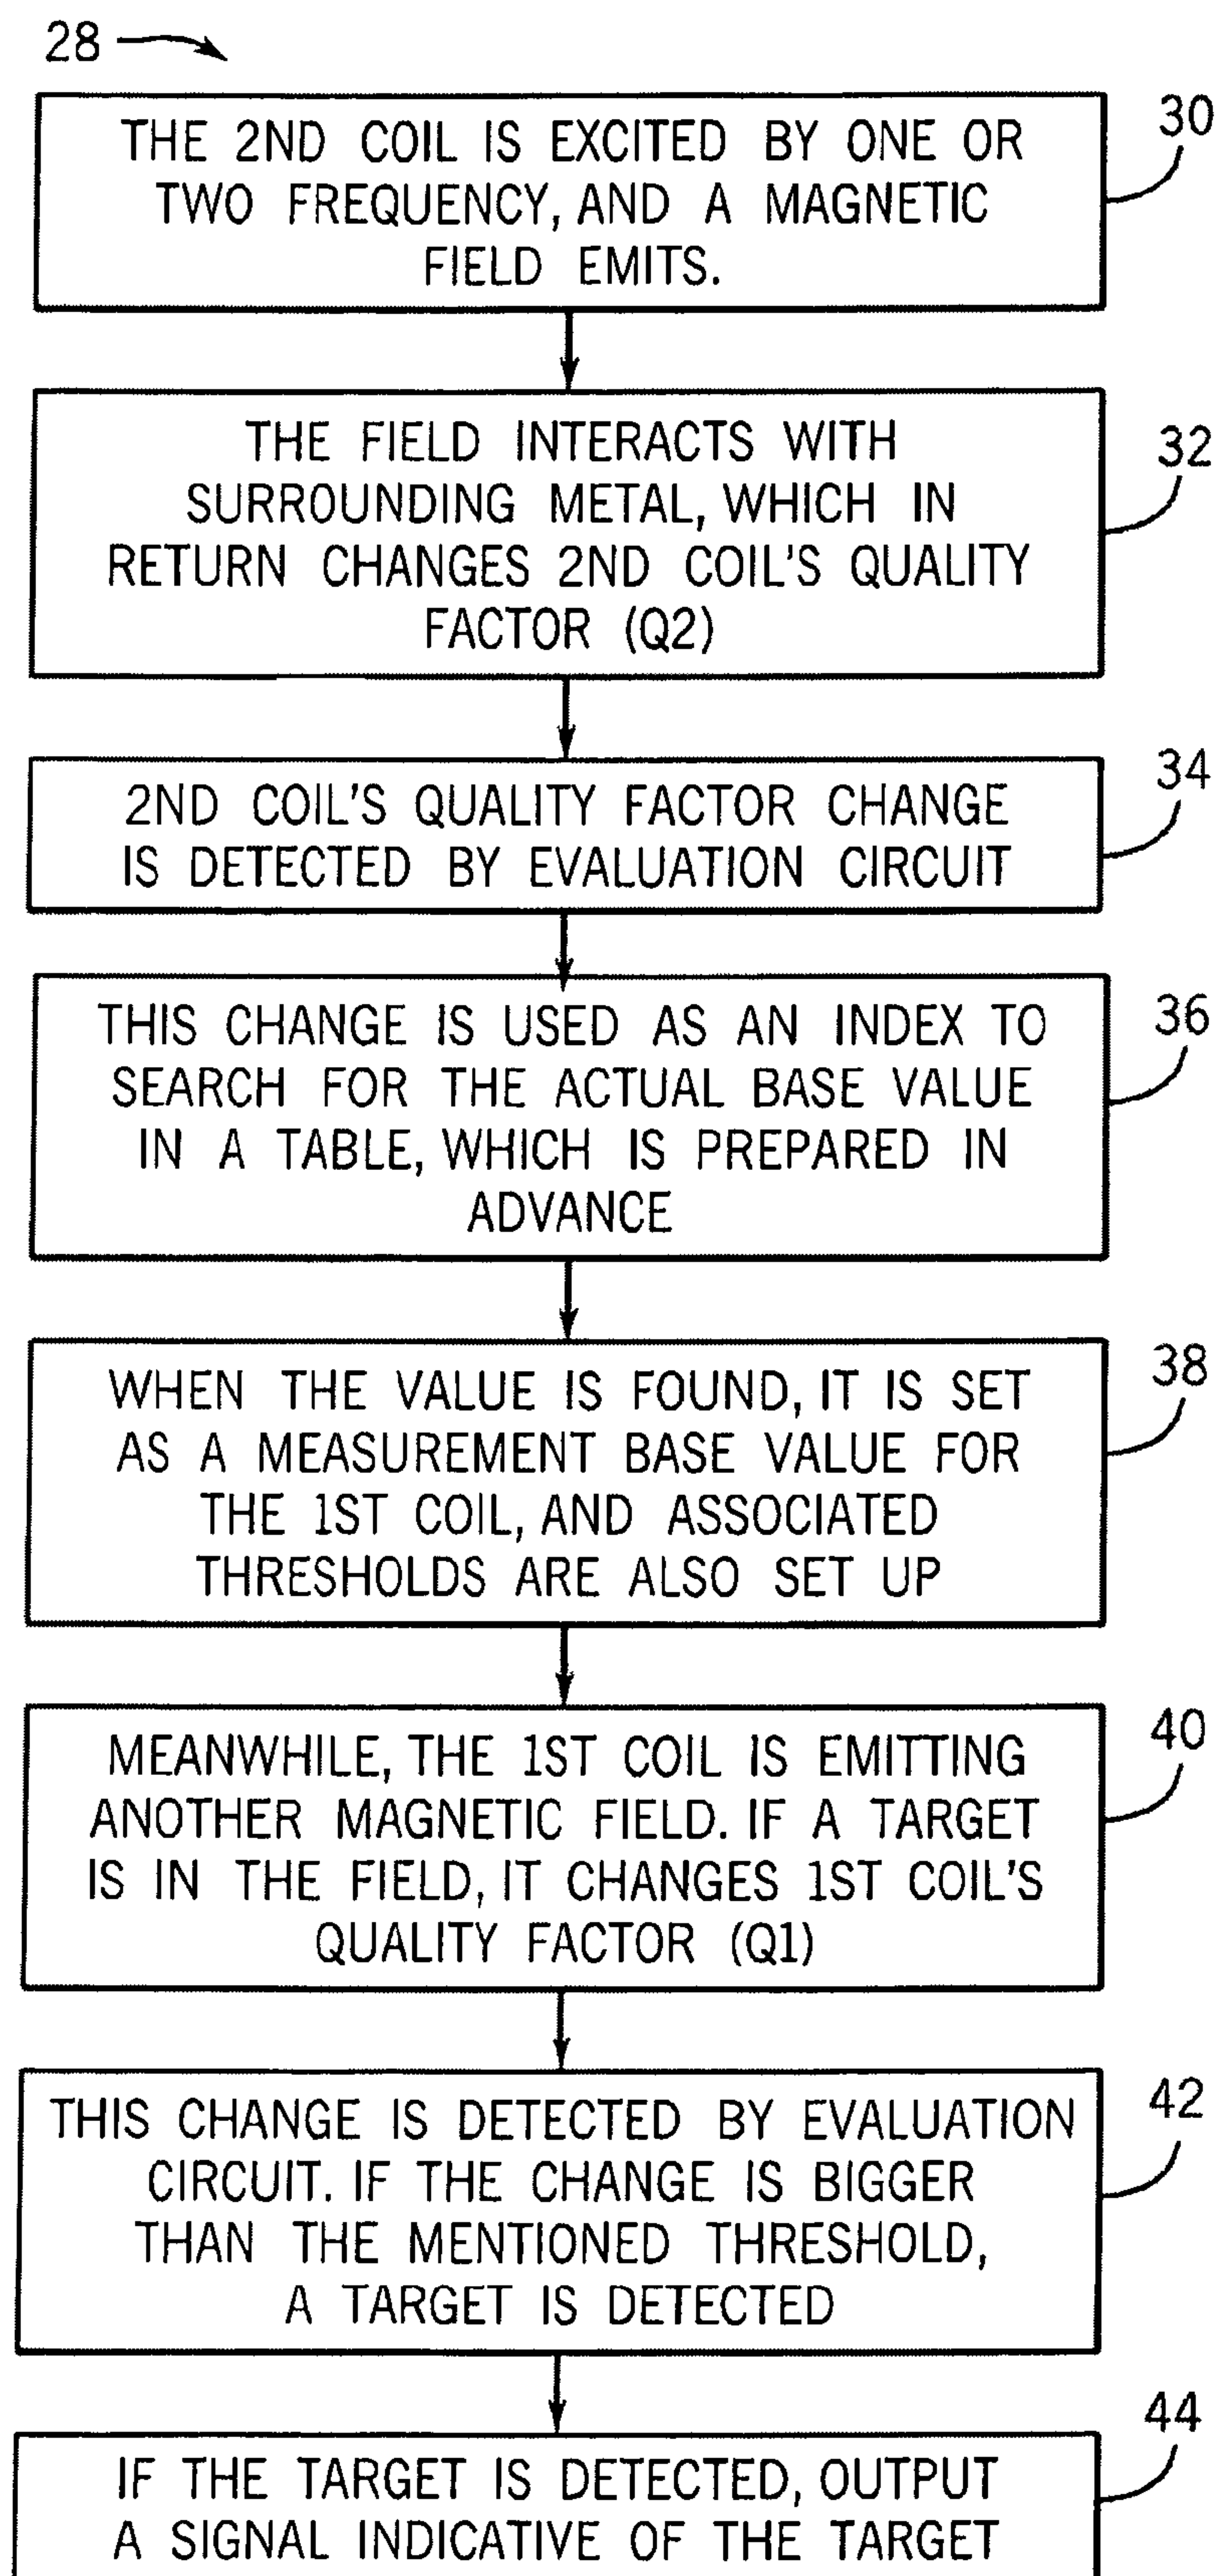 28
THE 2ND COIL IS EXCITED BY ONE OR
TWO FREQUENCY, AND A MAGNETIC
FIELD EMITS.
30
THE FIELD INTERACTS WITH
SURROUNDING METAL, WHICH IN
RETURN CHANGES 2ND COIL'S QUALITY
FACTOR (Q2)
32
2ND COIL'S QUALITY FACTOR CHANGE
IS DETECTED BY EVALUATION CIRCUIT
34
THIS CHANGE IS USED AS AN INDEX TO
SEARCH FOR THE ACTUAL BASE VALUE
IN A TABLE, WHICH IS PREPARED IN
ADVANCE
36
WHEN THE VALUE IS FOUND, IT IS SET
AS A MEASUREMENT BASE VALUE FOR
THE 1ST COIL, AND ASSOCIATED
THRESHOLDS ARE ALSO SET UP
38
MEANWHILE, THE 1ST COIL IS EMITTING
ANOTHER MAGNETIC FIELD. IF A TARGET
IS IN THE FIELD, IT CHANGES 1ST COIL'S
QUALITY FACTOR (Q1)
40
THIS CHANGE IS DETECTED BY EVALUATION
CIRCUIT. IF THE CHANGE IS BIGGER
THAN THE MENTIONED THRESHOLD,
A TARGET IS DETECTED
42
IF THE TARGET IS DETECTED, OUTPUT
A SIGNAL INDICATIVE OF THE TARGET
44